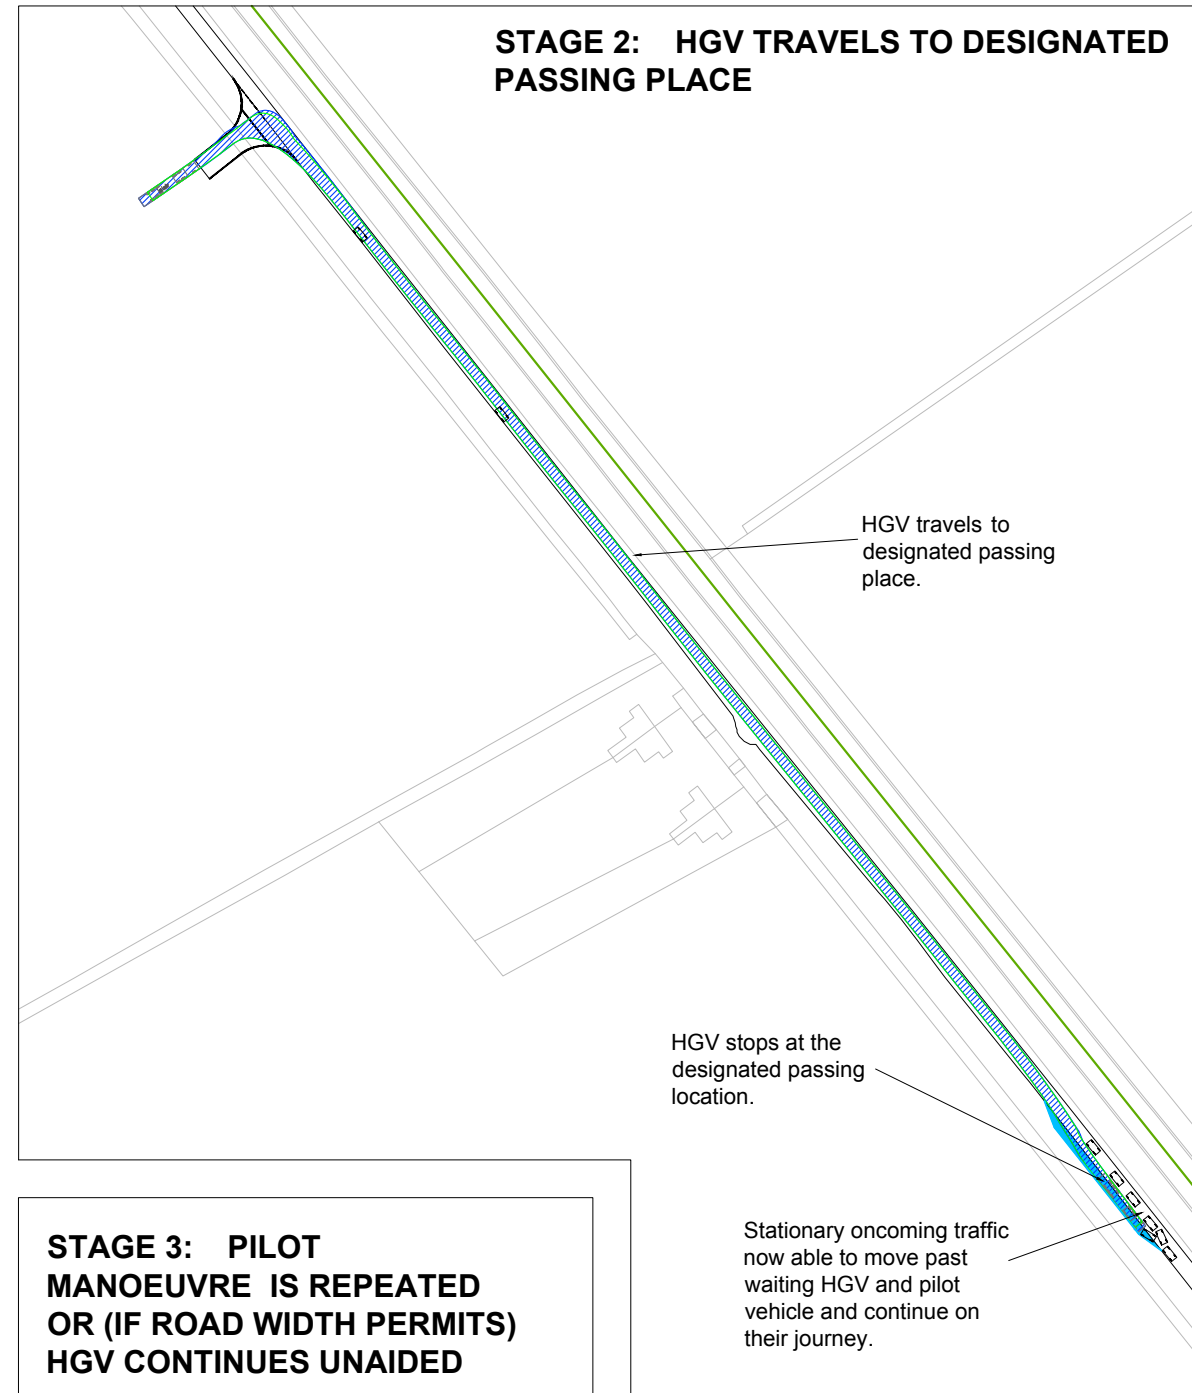 STAGE 2: HGV TRAVELS TO DESIGNATED
PASSING PLACE
HGV travels to
designated passing
place.
HGV stops at the
designated passing
location.
Stationary oncoming traffic
now able to move past
waiting HGV and pilot
vehicle and continue on
their journey.
STAGE 3: PILOT
MANOEUVRE IS REPEATED
OR (IF ROAD WIDTH PERMITS)
HGV CONTINUES UNAIDED